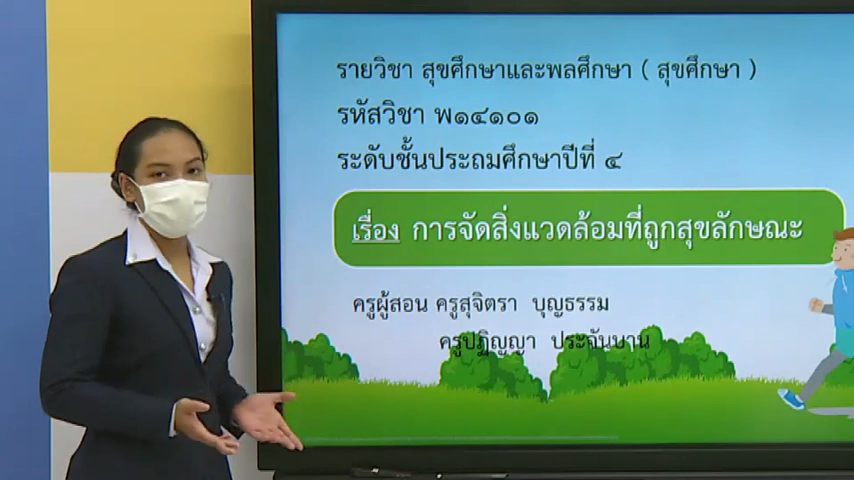 รายวิชา สุขศึกษาและพลศึกษา ( สุขศึกษา )
รหัสวิชา พ๑๔๑๐๑
ระดับชั้นประถมศึกษาปีที่ ๔
เรื่อง การจัดสิ่งแวดล้อมที่ถูกสุขลักษณะ
ครูผู้สอน ครูสุจิตรา บุญธรรม
ครูปฏิญญา ประจันบาน